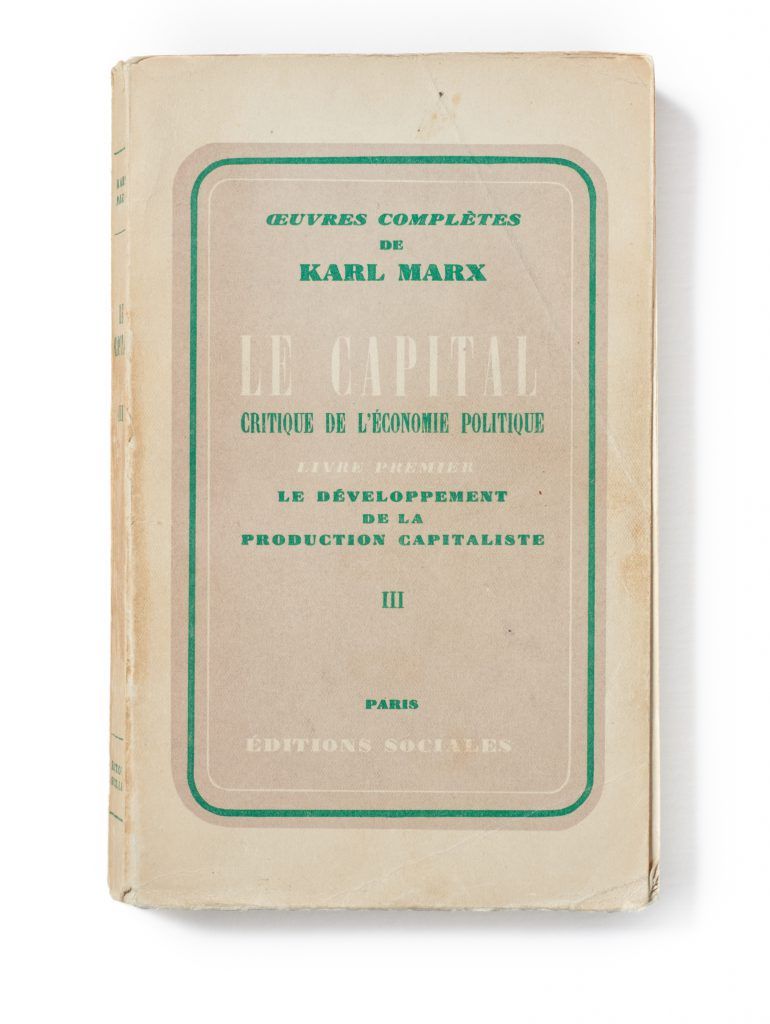 ŒUVRES COMPLÈTES
DE
KARL MARX
LE CAPITAL
CRITIQUE DE L'ÉCONOMIE POLITIQUE
LIVRE PREMIER
LE DÉVELOPPEMENT
DE LA
PRODUCTION CAPITALISTE
III
PARIS
ÉDITIONS SOCIALES
III